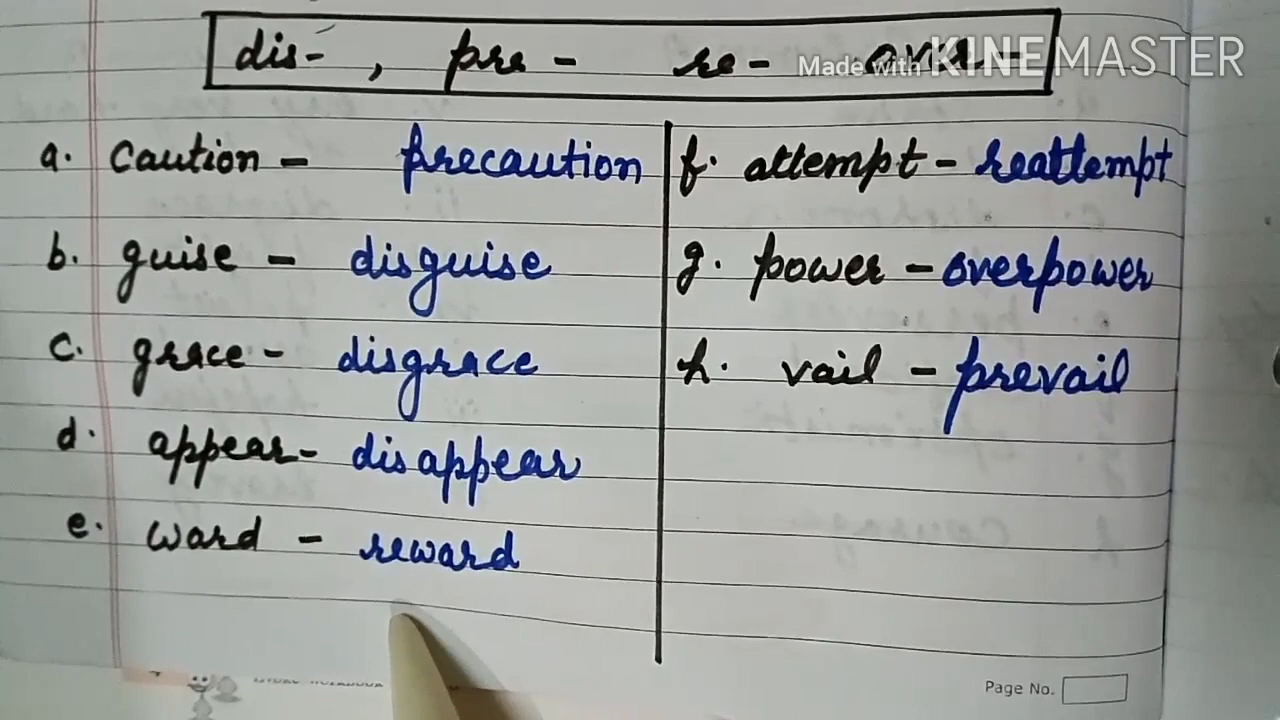 dis-, pre- re- over-
Made with KINEMASTER
a. caution - precaution
b. guise - disguise
c. grace - disgrace
d. appear - disappear
e. ward - reward
f. attempt - reattempt
g. power - overpower
h. vail - prevail
Page No.